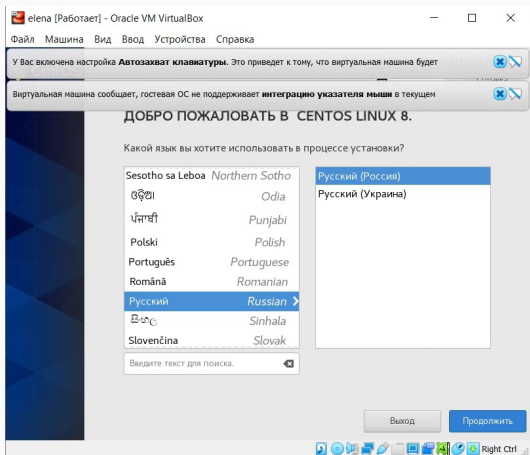 elena [Работает] - Oracle VM VirtualBox
Файл Машина Вид Ввод Устройства Справка
У Вас включена настройка Автозахват клавиатуры. Это приведет к тому, что виртуальная машина будет
Виртуальная машина сообщает, гостевая ОС не поддерживает интеграцию указателя мыши в текущем
ДОБРО ПОЖАЛОВАТЬ В CENTOS LINUX 8.
Какой язык вы хотите использовать в процессе установки?
Sesotho sa Leboa Northern Sotho
ଓଡ଼ିଆ Odia
ਪੰਜਾਬੀ Punjabi
Polski Polish
Português Portuguese
Română Romanian
Русский Russian
සිංහල Sinhala
Slovenčina Slovak
Русский (Россия)
Русский (Украина)
Введите текст для поиска.
Выход Продолжить
Right Ctrl